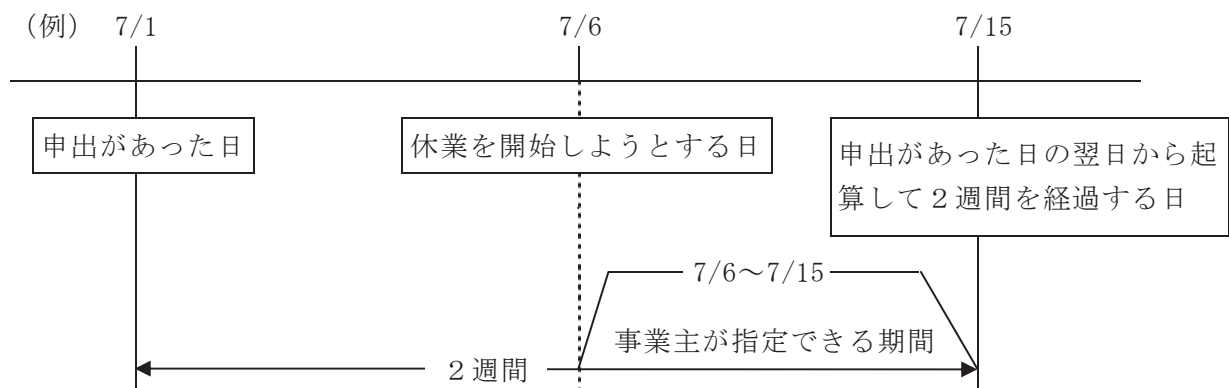 (例) 7/1 7/6 7/15
申出があった日
休業を開始しようとする日
申出があった日の翌日から起
算して２週間を経過する日
7/6～7/15
事業主が指定できる期間
２週間